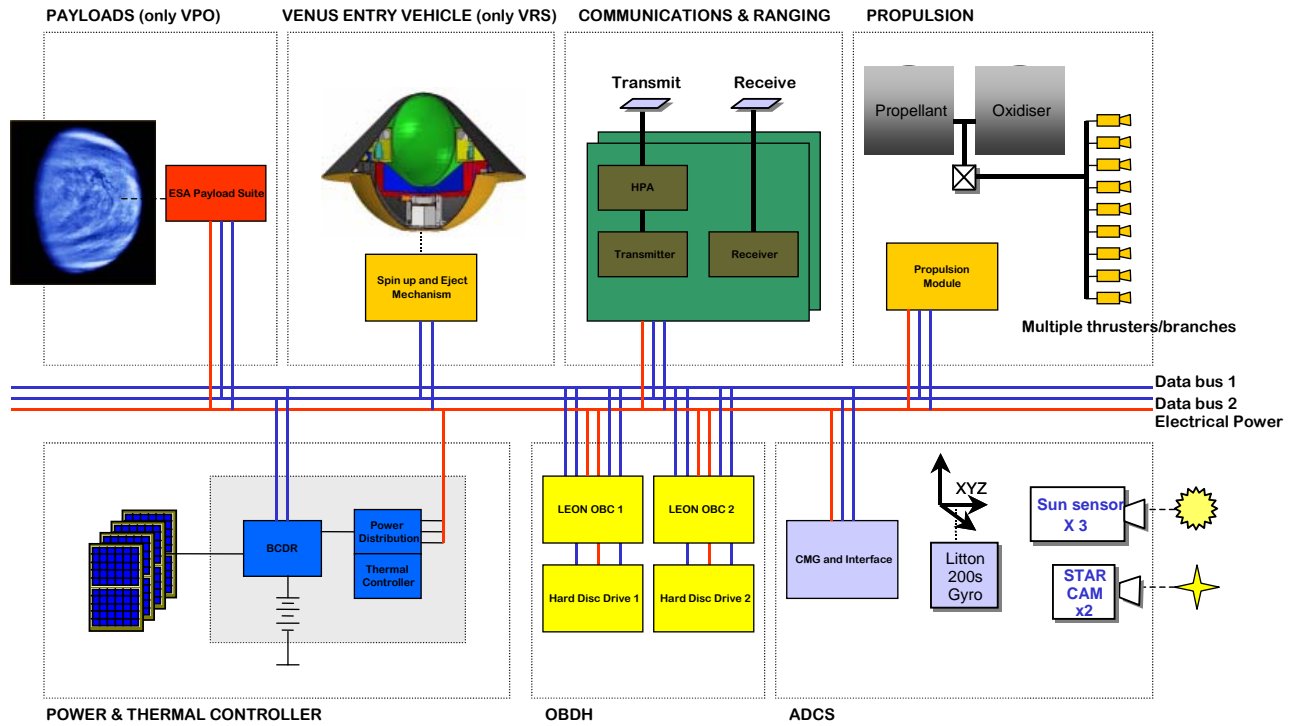 PAYLOADS (only VPO)
VENUS ENTRY VEHICLE (only VRS)
COMMUNICATIONS & RANGING
PROPULSION
Transmit
Receive
Propellant
Oxidiser
ESA Payload Suite
HPA
Transmitter
Receiver
Spin up and Eject
Mechanism
Propulsion
Module
Multiple thrusters/branches
Data bus 1
Data bus 2
Electrical Power
BCDR
Power
Distribution
Thermal
Controller
LEON OBC 1
LEON OBC 2
Hard Disc Drive 1
Hard Disc Drive 2
CMG and Interface
XYZ
Litton
200s
Gyro
Sun sensor
X 3
STAR
CAM
x2
POWER & THERMAL CONTROLLER
OBDH
ADCS